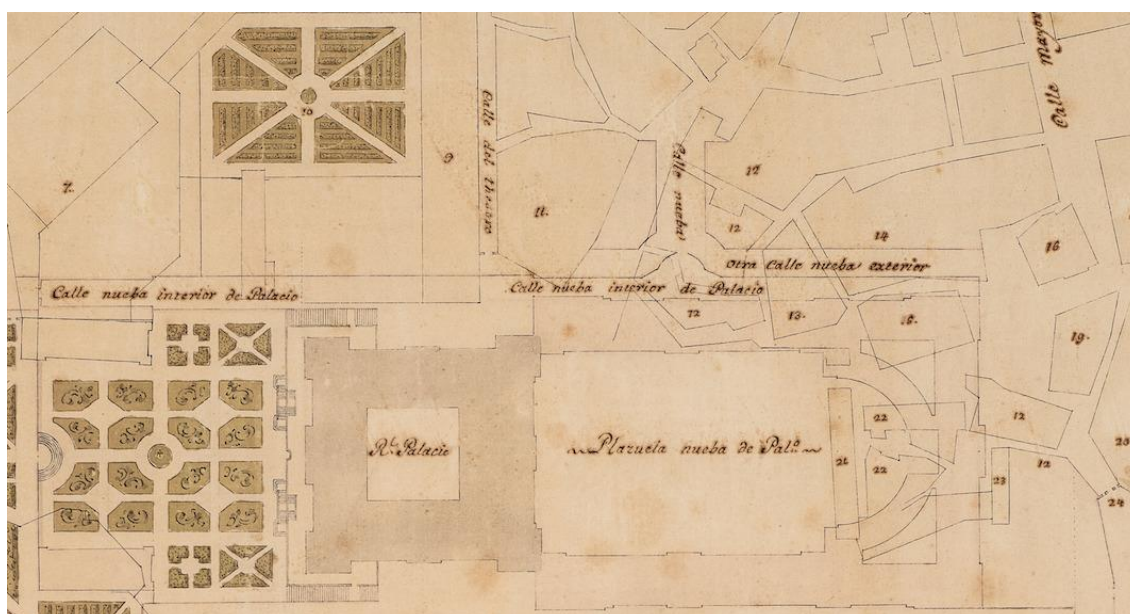 Calle Mayor
10
Calle del thesoro
9
7.
11.
Calle nueba
12
12
14
16
otra Calle nueba exterior
Calle nueba interior de Palacio
Calle nueba interior de Palacio
12
13.
19.
Rl. Palacio
Plazuela nueba de Palo.
21
22
22
12
12
23
20
24